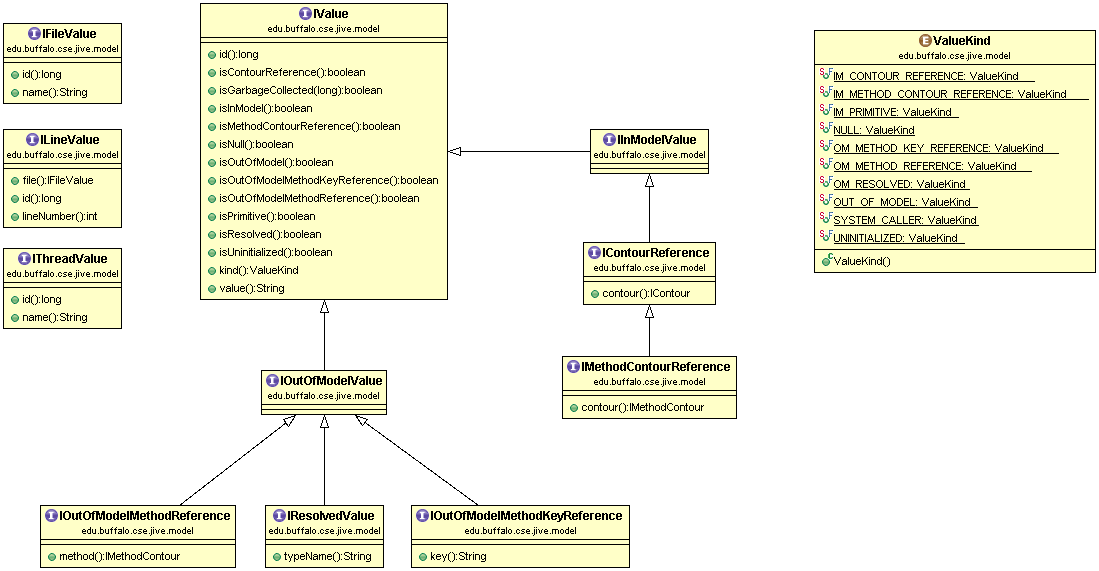 IFileValue
edu.buffalo.cse.jive.model
id():long
name():String
ILineValue
edu.buffalo.cse.jive.model
file():IFileValue
id():long
lineNumber():int
IThreadValue
edu.buffalo.cse.jive.model
id():long
name():String
IValue
edu.buffalo.cse.jive.model
id():long
isContourReference():boolean
isGarbageCollected(long):boolean
isInModel():boolean
isMethodContourReference():boolean
isNull():boolean
isOutOfModel():boolean
isOutOfModelMethodKeyReference():boolean
isOutOfModelMethodReference():boolean
isPrimitive():boolean
isResolved():boolean
isUninitialized():boolean
kind():ValueKind
value():String
IInModelValue
edu.buffalo.cse.jive.model
IContourReference
edu.buffalo.cse.jive.model
contour():IContour
IMethodContourReference
edu.buffalo.cse.jive.model
contour():IMethodContour
ValueKind
edu.buffalo.cse.jive.model
IM_CONTOUR_REFERENCE: ValueKind
IM_METHOD_CONTOUR_REFERENCE: ValueKind
IM_PRIMITIVE: ValueKind
NULL: ValueKind
OM_METHOD_KEY_REFERENCE: ValueKind
OM_METHOD_REFERENCE: ValueKind
OM_RESOLVED: ValueKind
OUT_OF_MODEL: ValueKind
SYSTEM_CALLER: ValueKind
UNINITIALIZED: ValueKind
ValueKind()
IOutOfModelValue
edu.buffalo.cse.jive.model
IOutOfModelMethodReference
edu.buffalo.cse.jive.model
method():IMethodContour
IResolvedValue
edu.buffalo.cse.jive.model
typeName():String
IOutOfModelMethodKeyReference
edu.buffalo.cse.jive.model
key():String